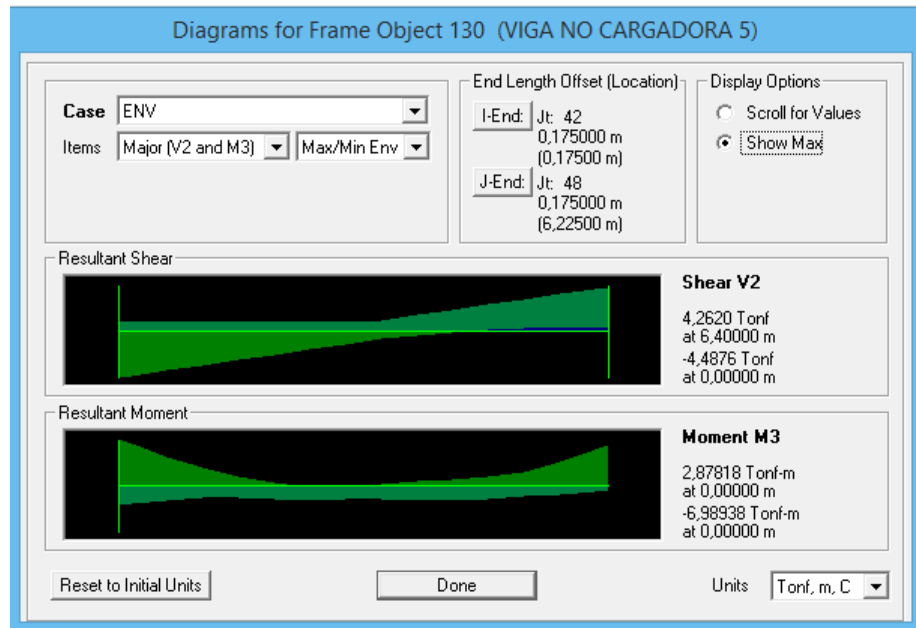 Diagrams for Frame Object 130 (VIGA NO CARGADORA 5)
Case ENV
Items Major (V2 and M3) Max/Min Env
End Length Offset (Location)
I-End: Jt: 42
0,175000 m
(0,17500 m)
J-End: Jt: 48
0,175000 m
(6,22500 m)
Display Options
Scroll for Values
Show Max
Resultant Shear
Shear V2
4,2620 Tonf
at 6,40000 m
-4,4876 Tonf
at 0,00000 m
Resultant Moment
Moment M3
2,87818 Tonf-m
at 0,00000 m
-6,98938 Tonf-m
at 0,00000 m
Reset to Initial Units Done Units Tonf, m, C